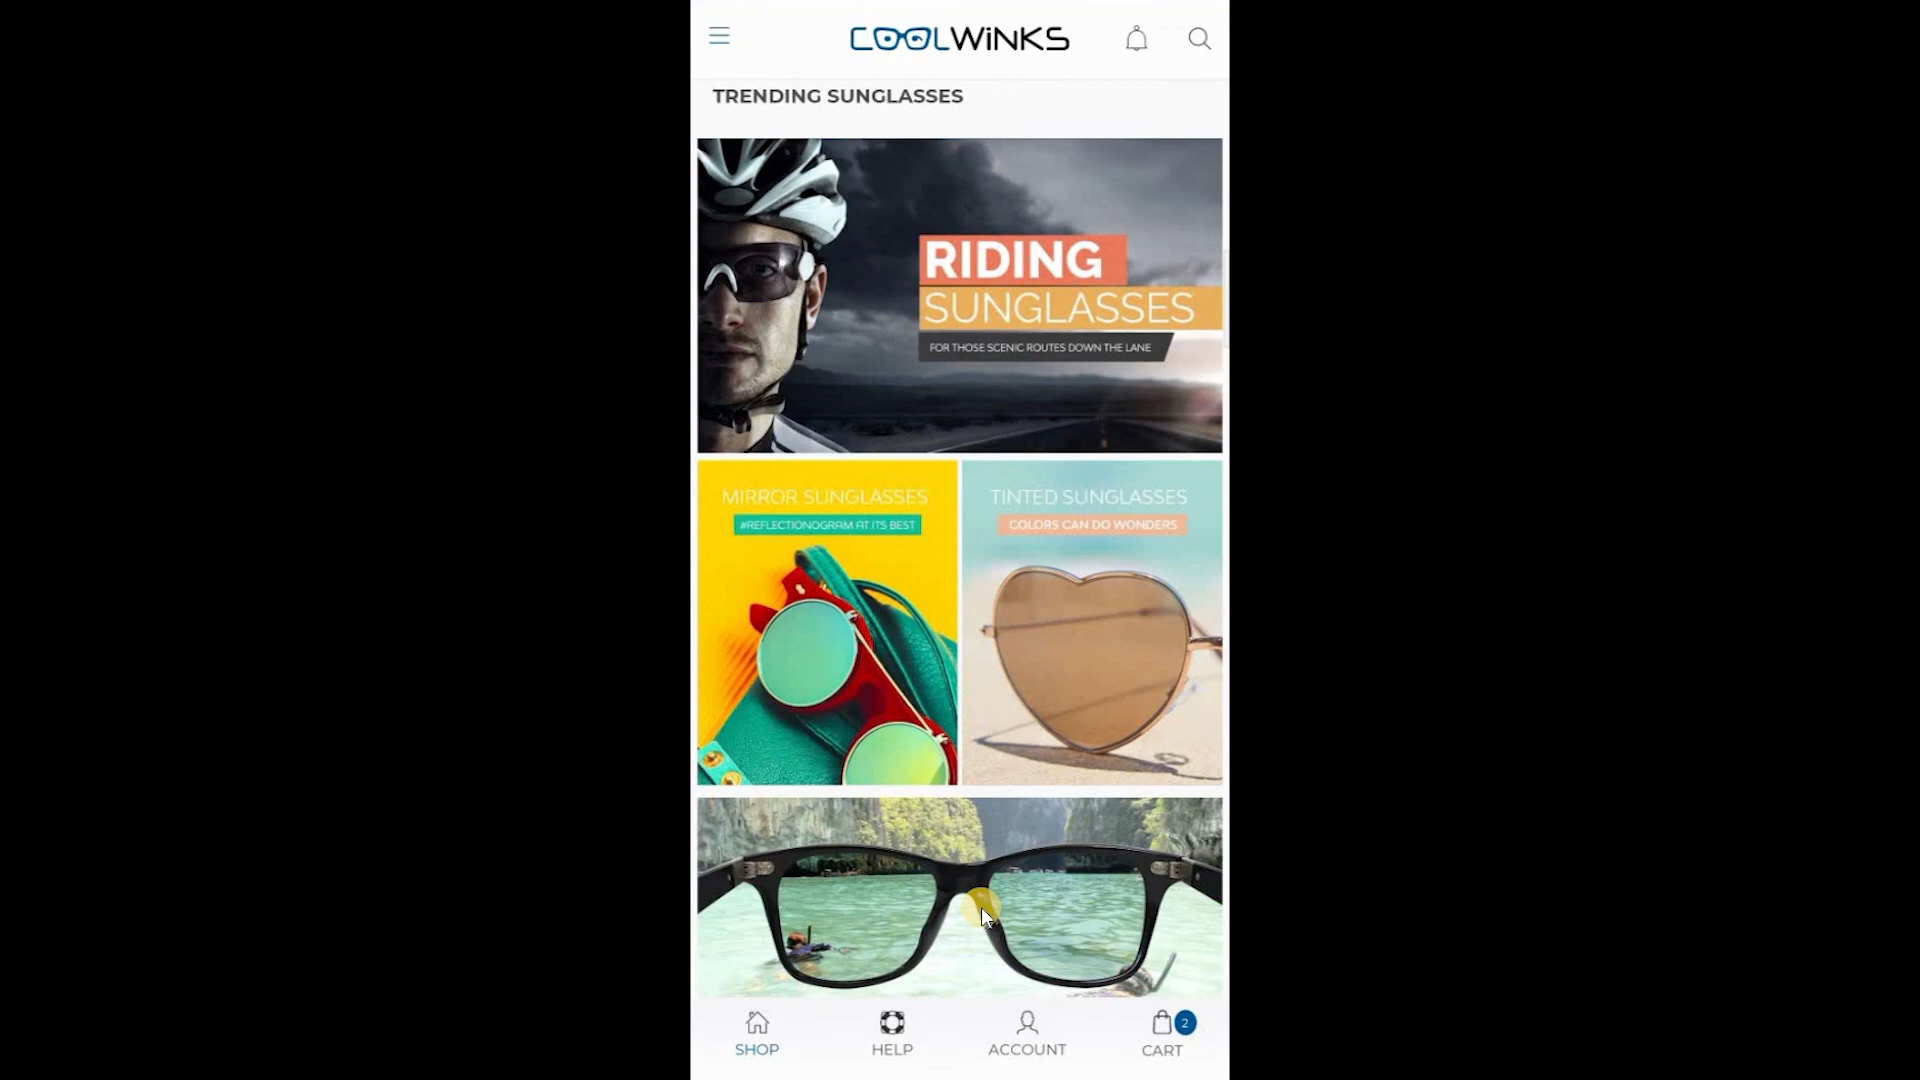 COOLWiNKS
TRENDING SUNGLASSES
RIDING
SUNGLASSES
FOR THOSE SCENIC ROUTES DOWN THE LANE
MIRROR SUNGLASSES
#REFLECTIONOGRAM AT ITS BEST
TINTED SUNGLASSES
COLORS CAN DO WONDERS
SHOP
HELP
ACCOUNT
2
CART